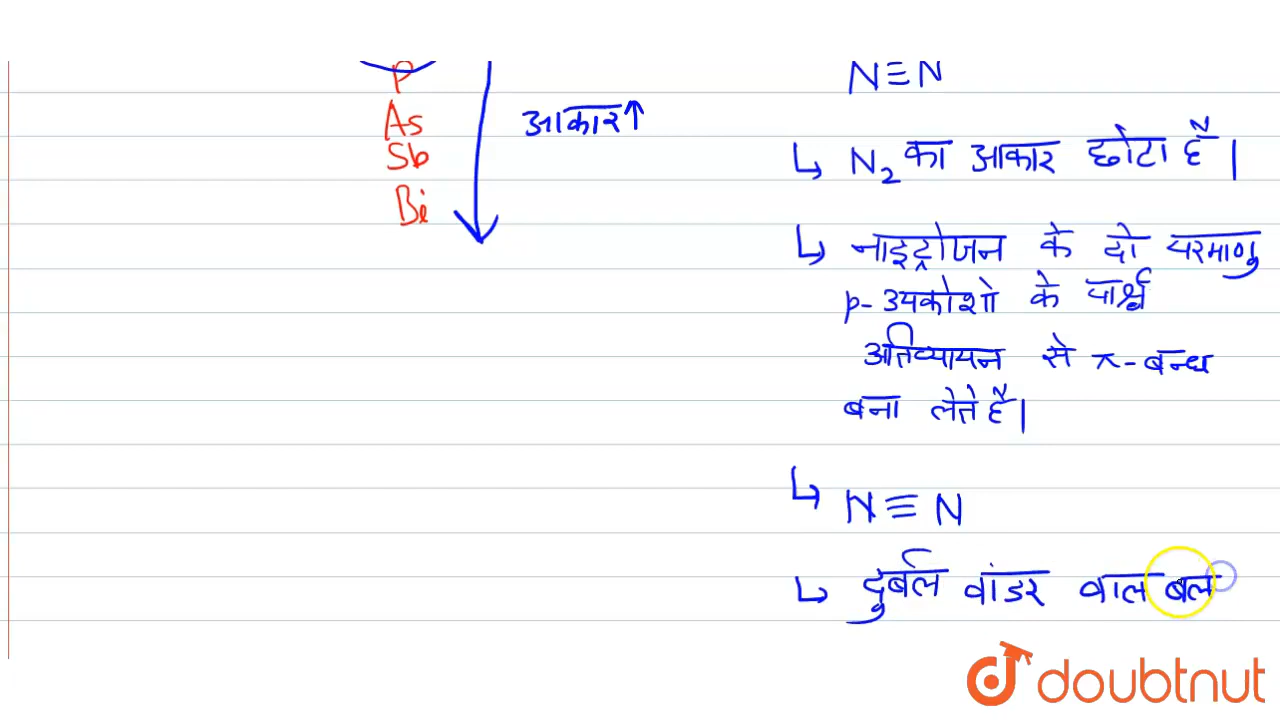 P
As
Sb
Bi
आकार↑
N≡N
↳ N₂ का आकार छोटा है।
↳ नाइट्रोजन के दो परमाणु
p-उपकोशो के पार्श्व
अतिव्यापन से π-बन्ध
बना लेते है।
↳ N≡N
↳ दुर्बल वांडर वाल बल
doubtnut